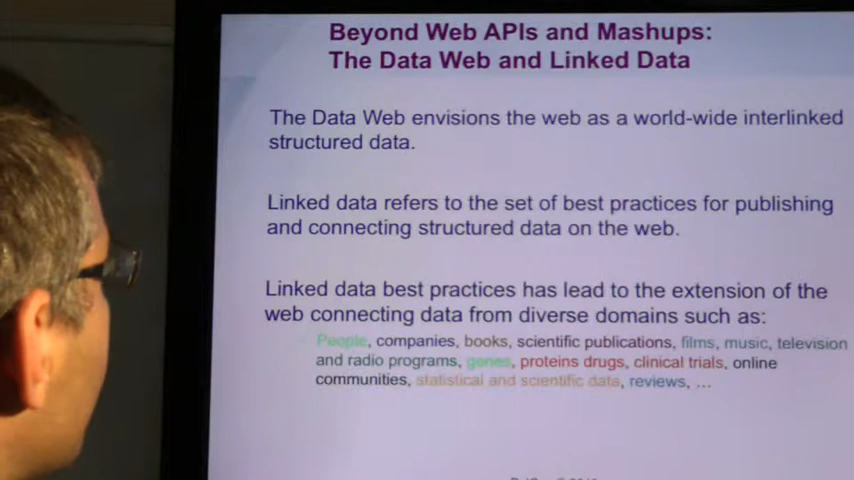 Beyond Web APIs and Mashups:
The Data Web and Linked Data
The Data Web envisions the web as a world-wide interlinked
structured data.
Linked data refers to the set of best practices for publishing
and connecting structured data on the web.
Linked data best practices has lead to the extension of the
web connecting data from diverse domains such as:
People, companies, books, scientific publications, films, music, television
and radio programs, genes, proteins drugs, clinical trials, online
communities, statistical and scientific data, reviews, ...